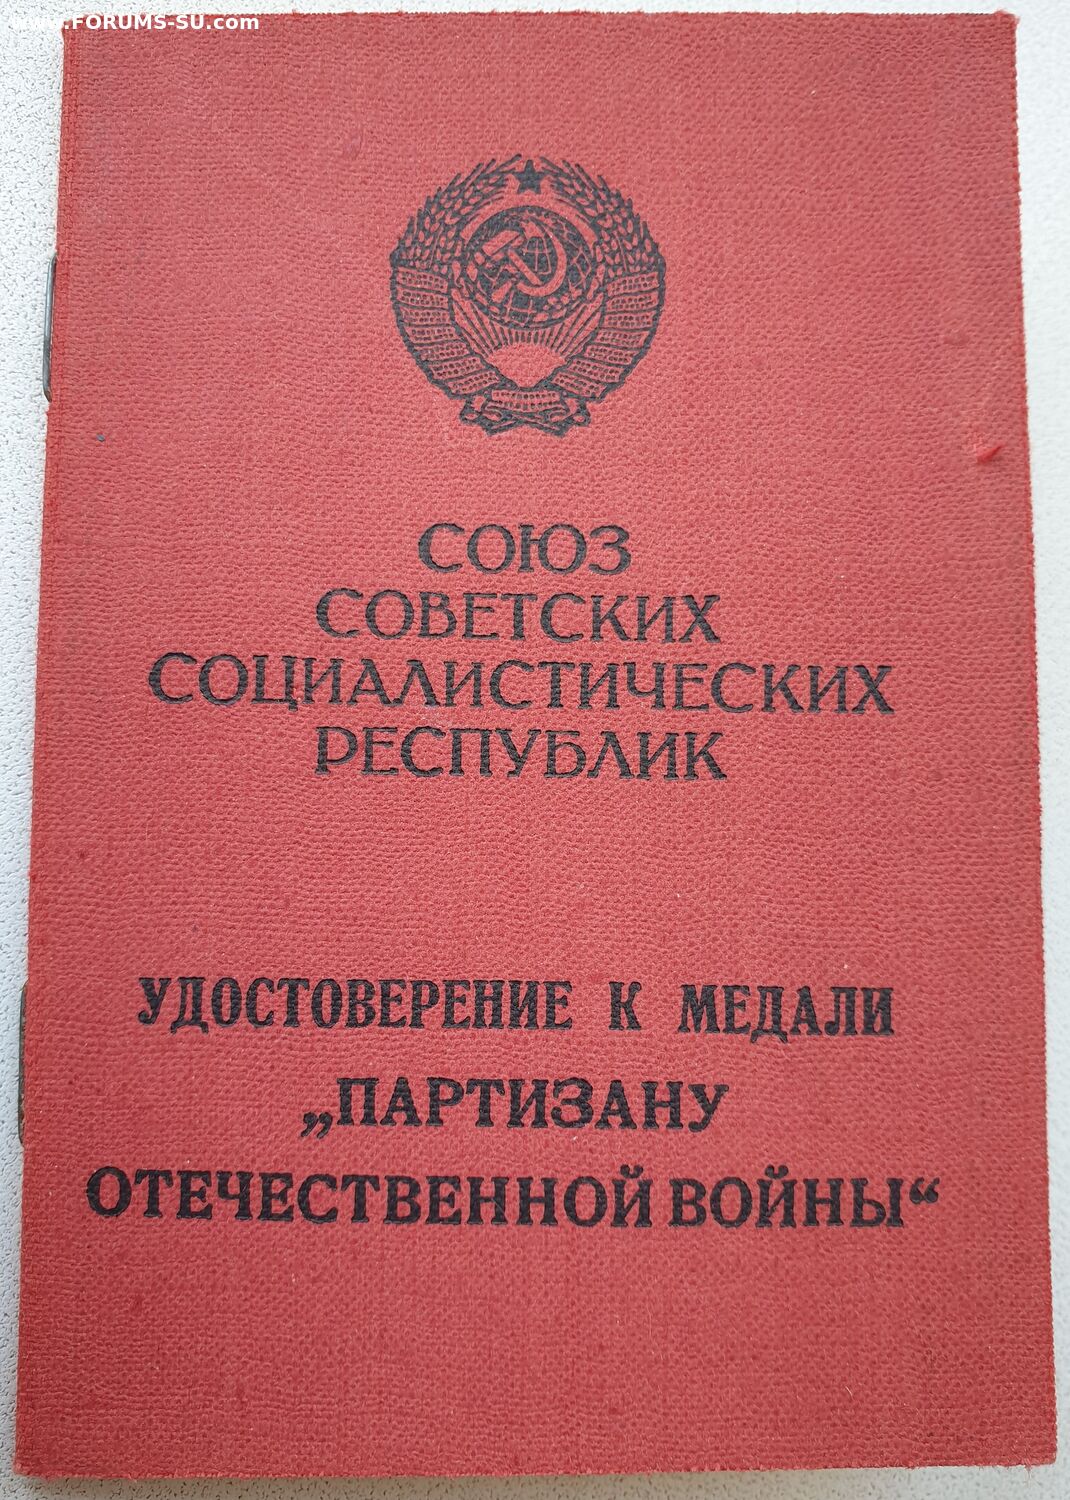 www.FORUMS-SU.com
СОЮЗ
СОВЕТСКИХ
СОЦИАЛИСТИЧЕСКИХ
РЕСПУБЛИК
УДОСТОВЕРЕНИЕ К МЕДАЛИ
„ПАРТИЗАНУ
ОТЕЧЕСТВЕННОЙ ВОЙНЫ“